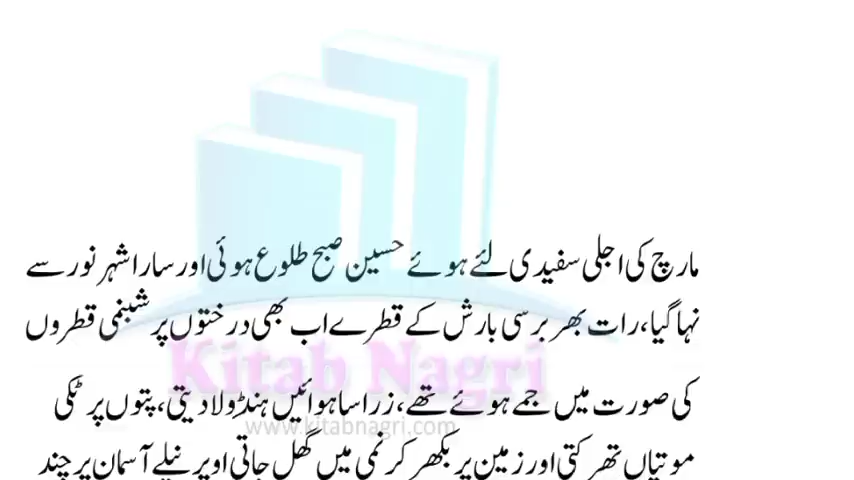 مارچ کی اجلی سفیدی لئے ہوئے حسین صبح طلوع ہوئی اور سارا شہر نور سے
نہا گیا، رات بھر برسی بارش کے قطرے اب بھی درختوں پر شبنمی قطروں
Kitab Nagri
کی صورت میں جمے ہوئے تھے، زرا سا ہوائیں ہنڈولا دیتی، پتوں پر ٹکی
www.kitabnagri.com
موتیاں تھرکتی اور زمین پر بکھر کر نمی میں گھل جاتی اوپر نیلے آسمان پر چند